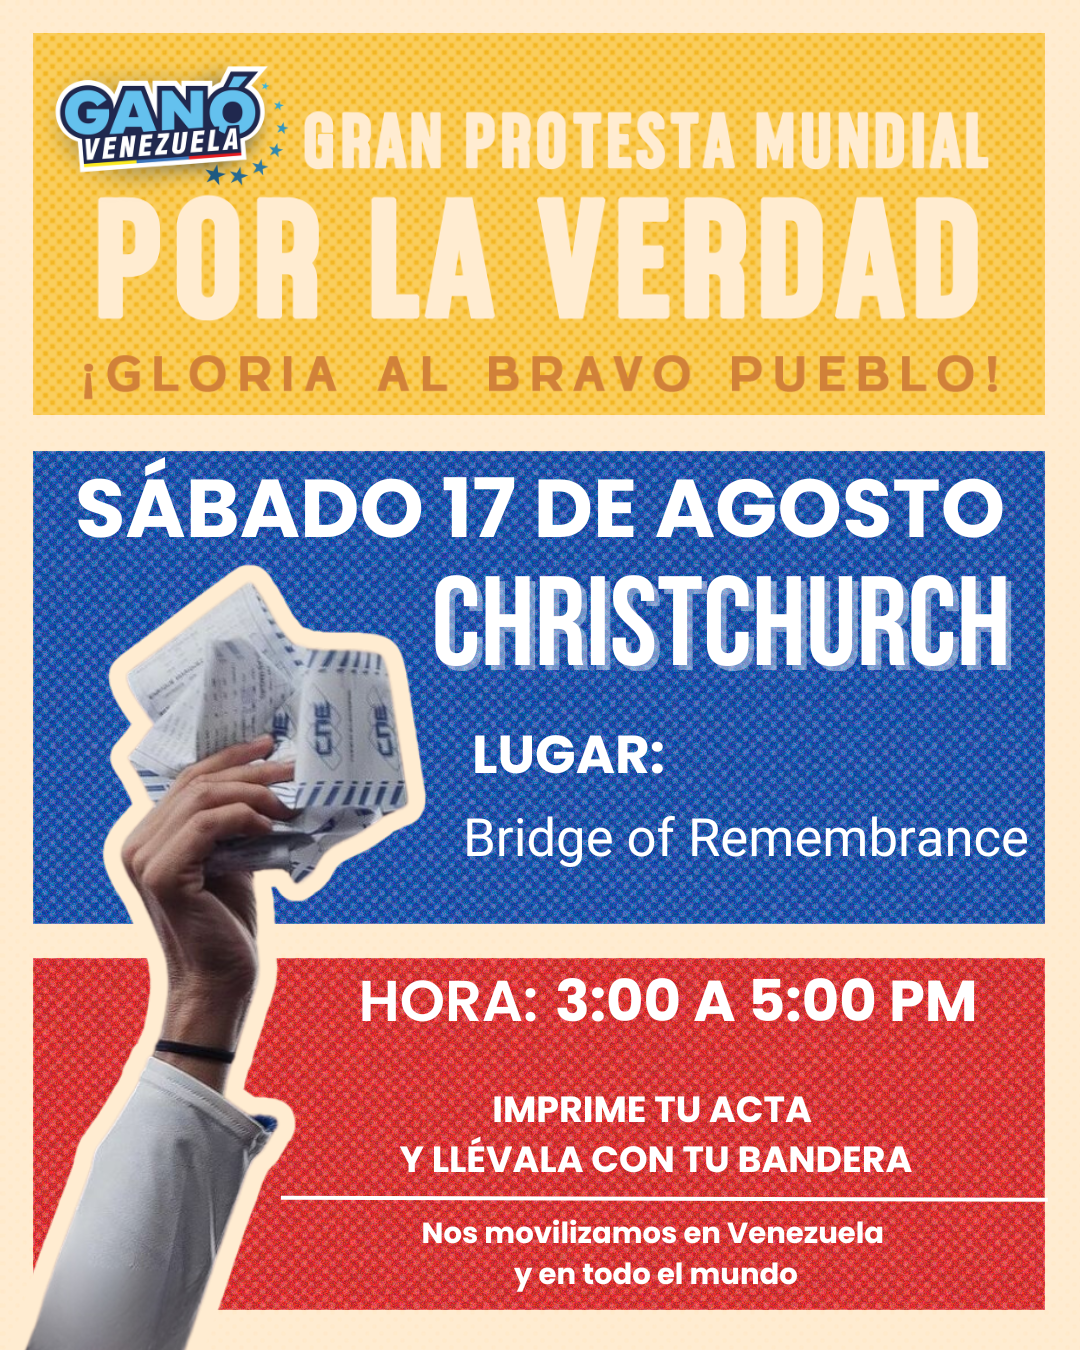 GANÓ
VENEZUELA
GRAN PROTESTA MUNDIAL
POR LA VERDAD
¡GLORIA AL BRAVO PUEBLO!
SÁBADO 17 DE AGOSTO
CHRISTCHURCH
CNE
CNE
LUGAR:
Bridge of Remembrance
HORA: 3:00 A 5:00 PM
IMPRIME TU ACTA
Y LLÉVALA CON TU BANDERA
Nos movilizamos en Venezuela
y en todo el mundo